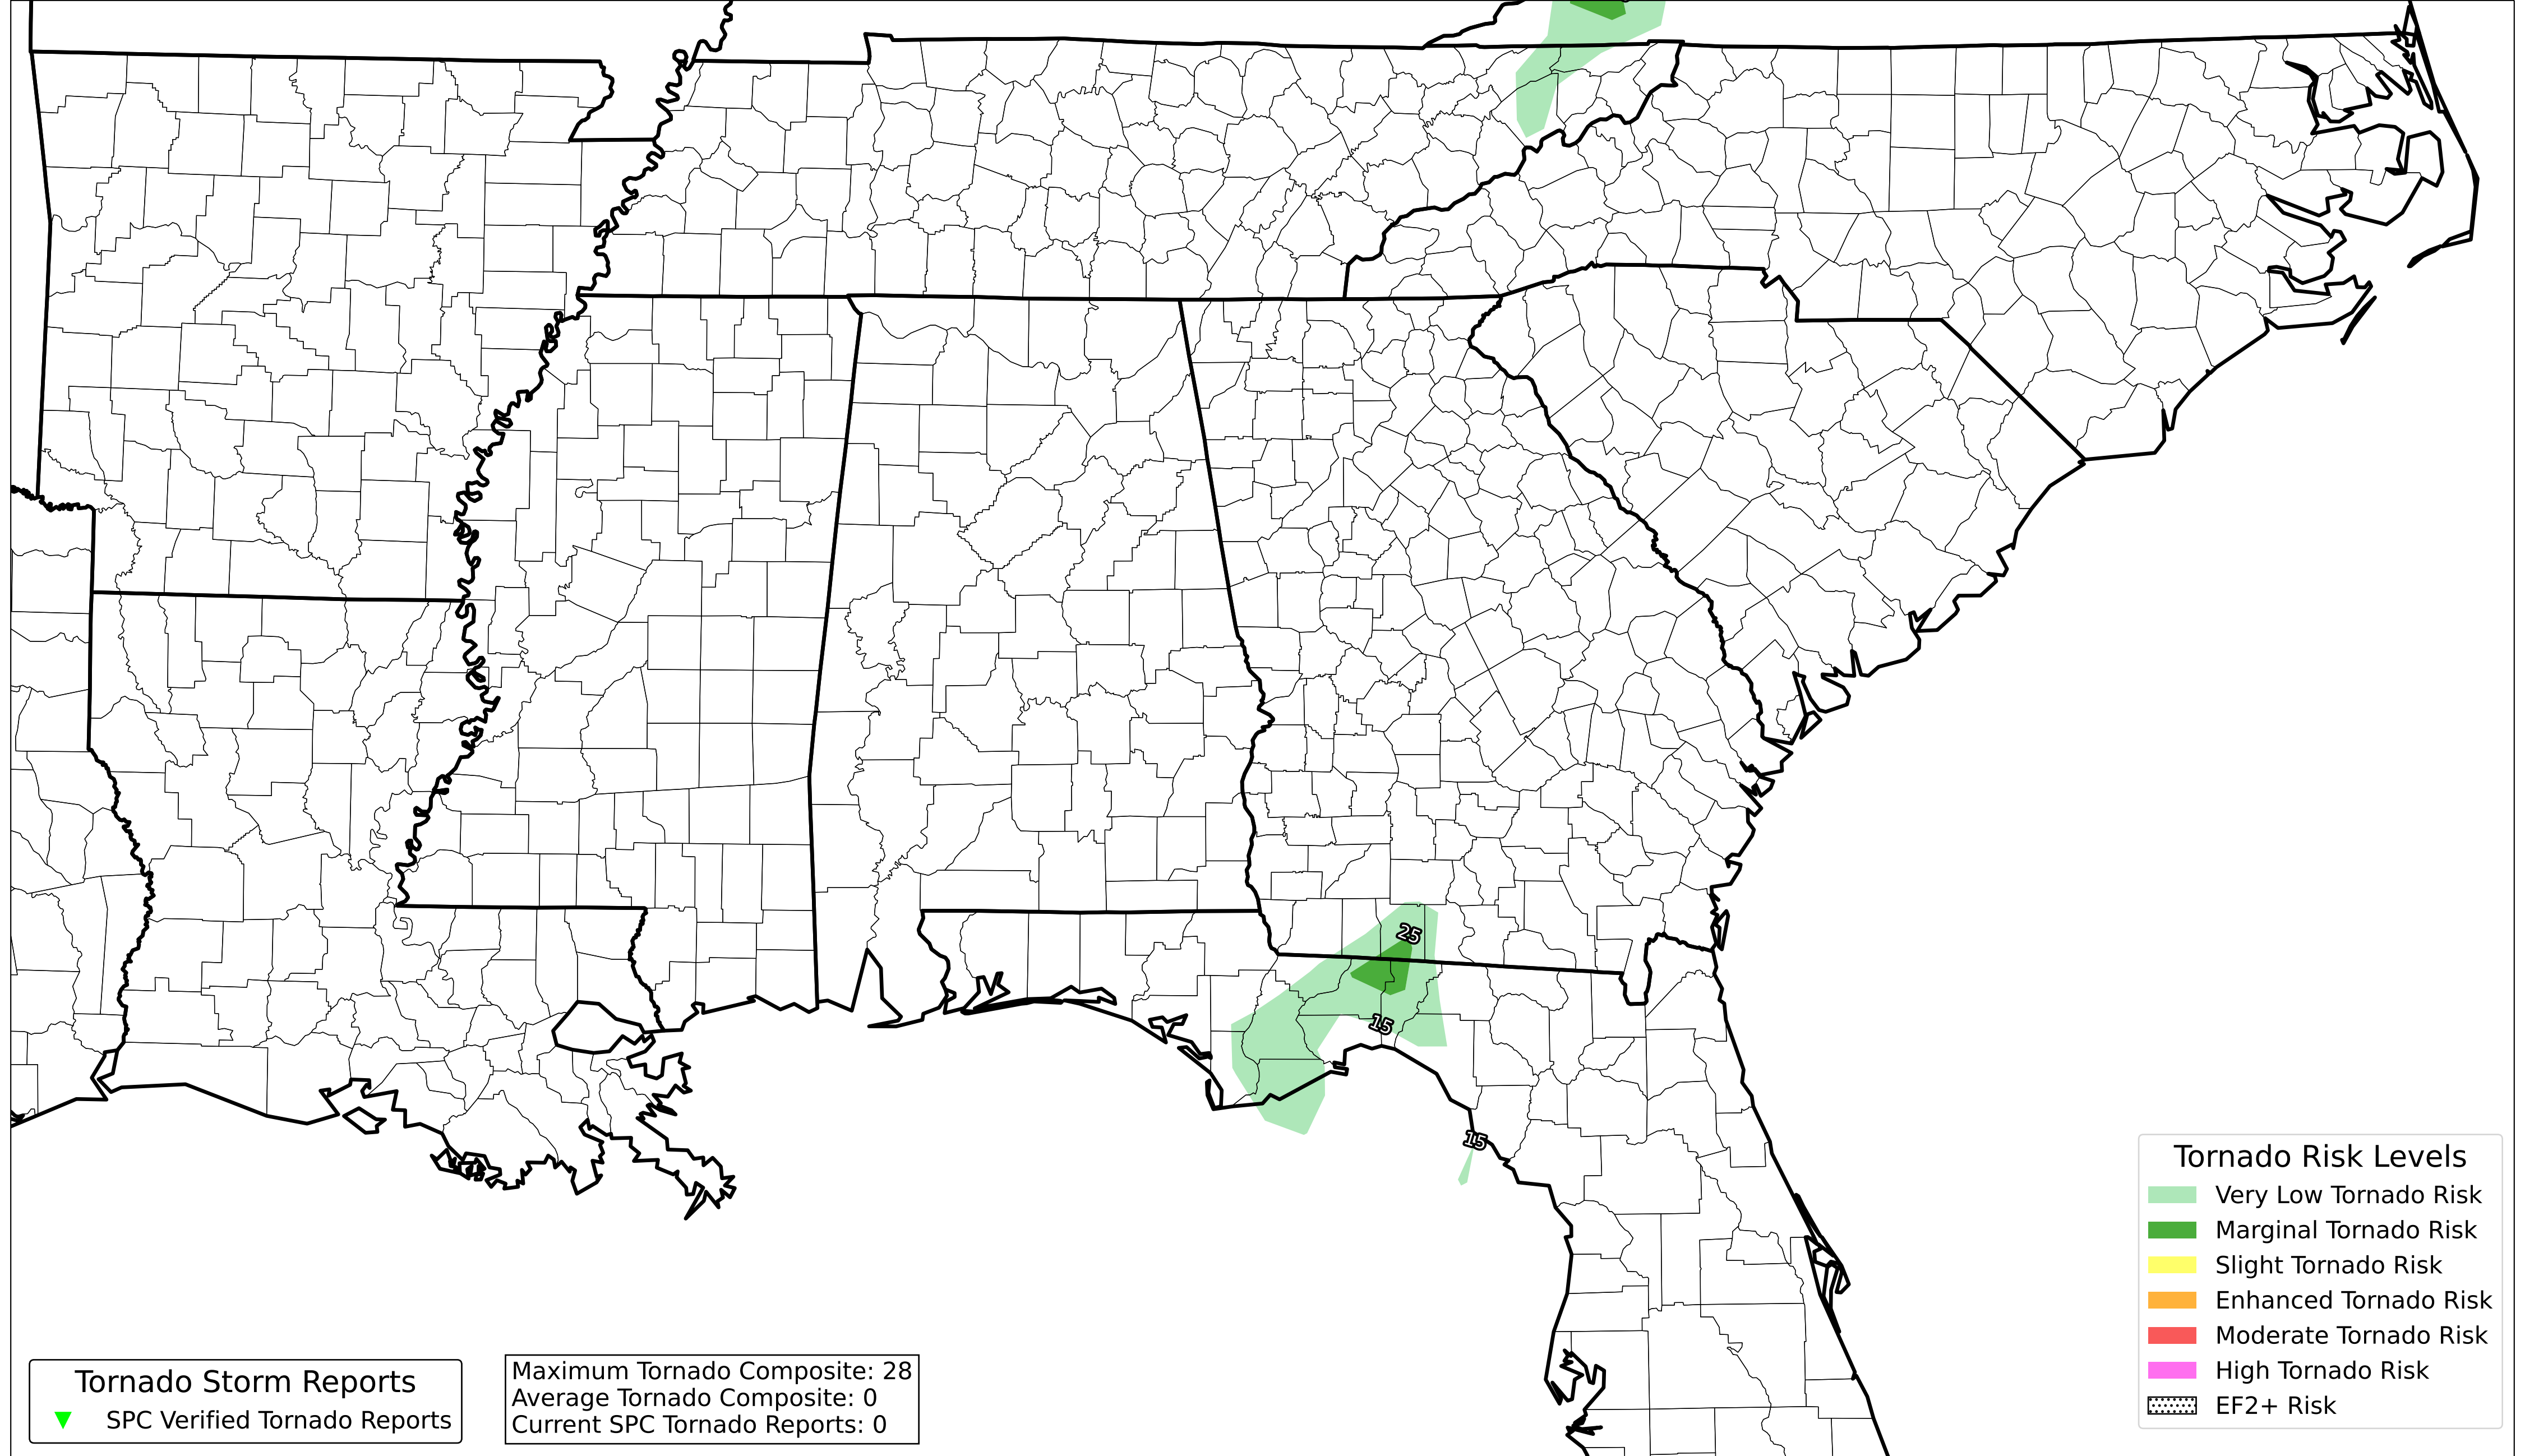 25
15
15
Tornado Risk Levels
Very Low Tornado Risk
Marginal Tornado Risk
Slight Tornado Risk
Enhanced Tornado Risk
Moderate Tornado Risk
High Tornado Risk
EF2+ Risk
Tornado Storm Reports
SPC Verified Tornado Reports
Maximum Tornado Composite: 28
Average Tornado Composite: 0
Current SPC Tornado Reports: 0